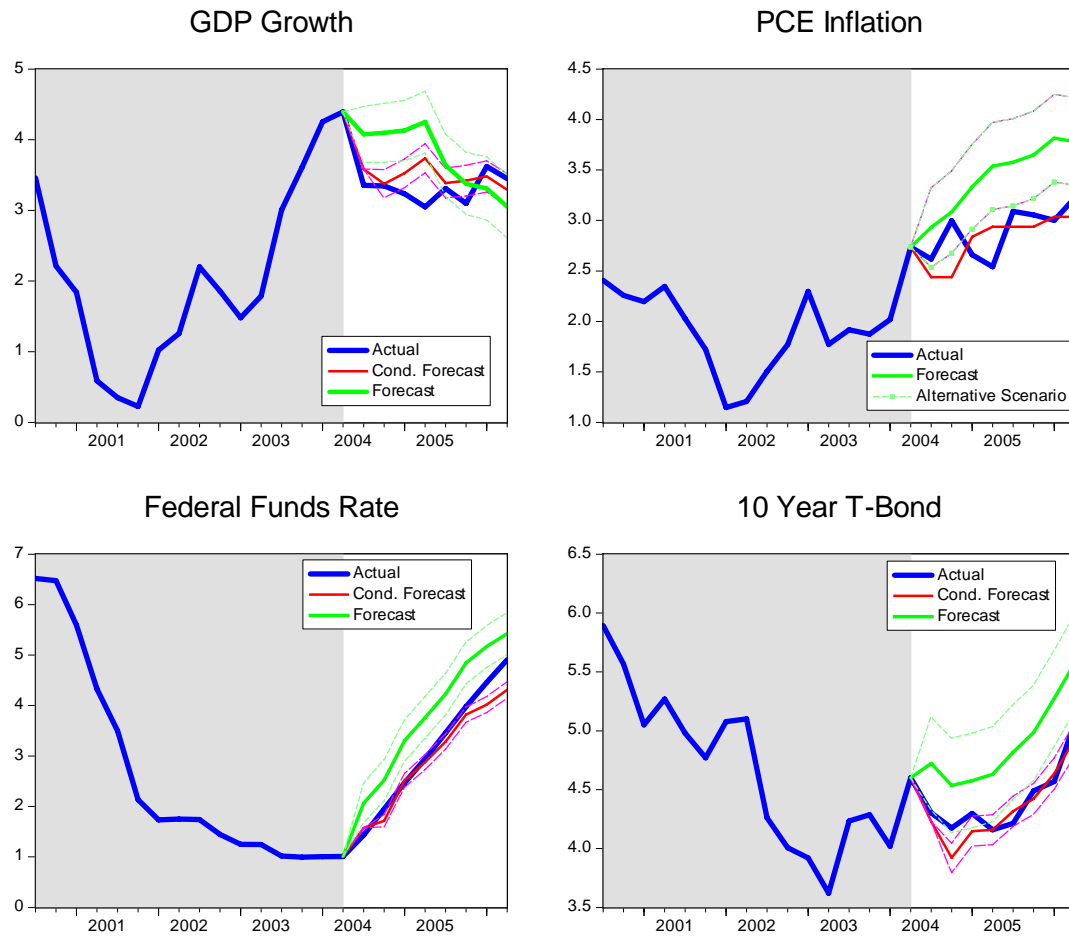 GDP Growth
5
4
3
2
1
0
2001 2002 2003 2004 2005
Actual
Cond. Forecast
Forecast
PCE Inflation
4.5
4.0
3.5
3.0
2.5
2.0
1.5
1.0
2001 2002 2003 2004 2005
Actual
Forecast
Alternative Scenario
Federal Funds Rate
7
6
5
4
3
2
1
0
2001 2002 2003 2004 2005
Actual
Cond. Forecast
Forecast
10 Year T-Bond
6.5
6.0
5.5
5.0
4.5
4.0
3.5
2001 2002 2003 2004 2005
Actual
Cond. Forecast
Forecast